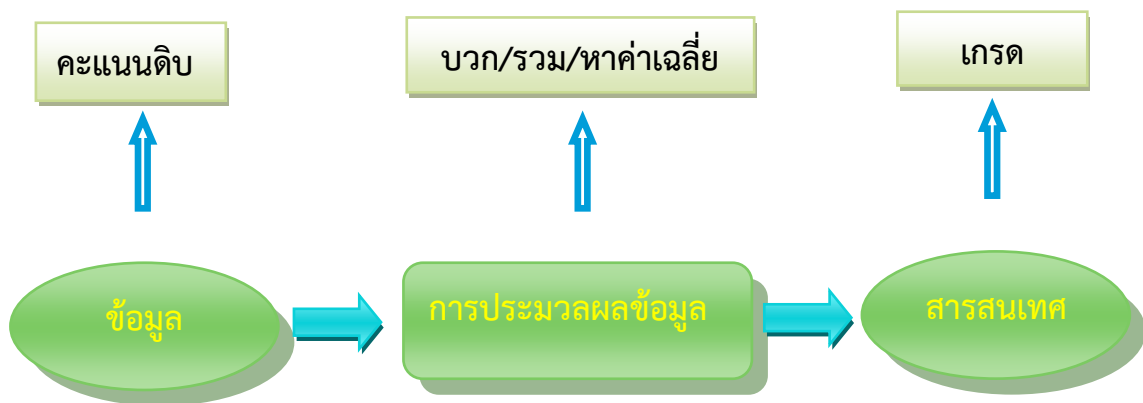 คะแนนดิบ
บวก/รวม/หาค่าเฉลี่ย
เกรด
ข้อมูล
การประมวลผลข้อมูล
สารสนเทศ